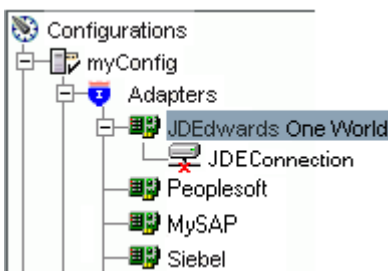 Configurations
myConfig
Adapters
JDEdwards One World
JDEConnection
Peoplesoft
MySAP
Siebel